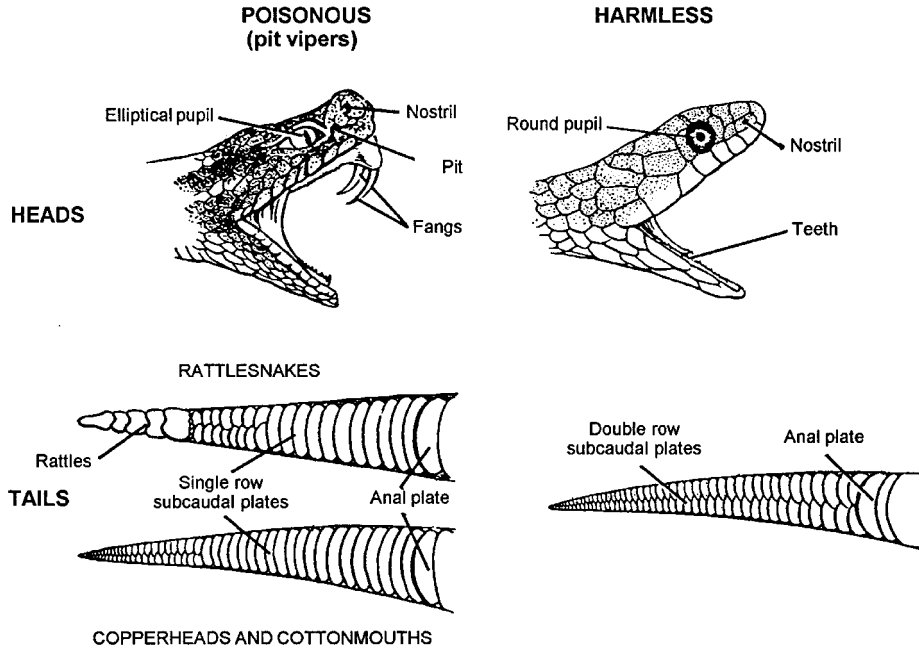 POISONOUS
(pit vipers)
HARMLESS
Elliptical pupil
Nostril
Pit
Fangs
Round pupil
Nostril
Teeth
HEADS
RATTLESNAKES
Rattles
Single row
subcaudal plates
Anal plate
Double row
subcaudal plates
Anal plate
TAILS
COPPERHEADS AND COTTONMOUTHS